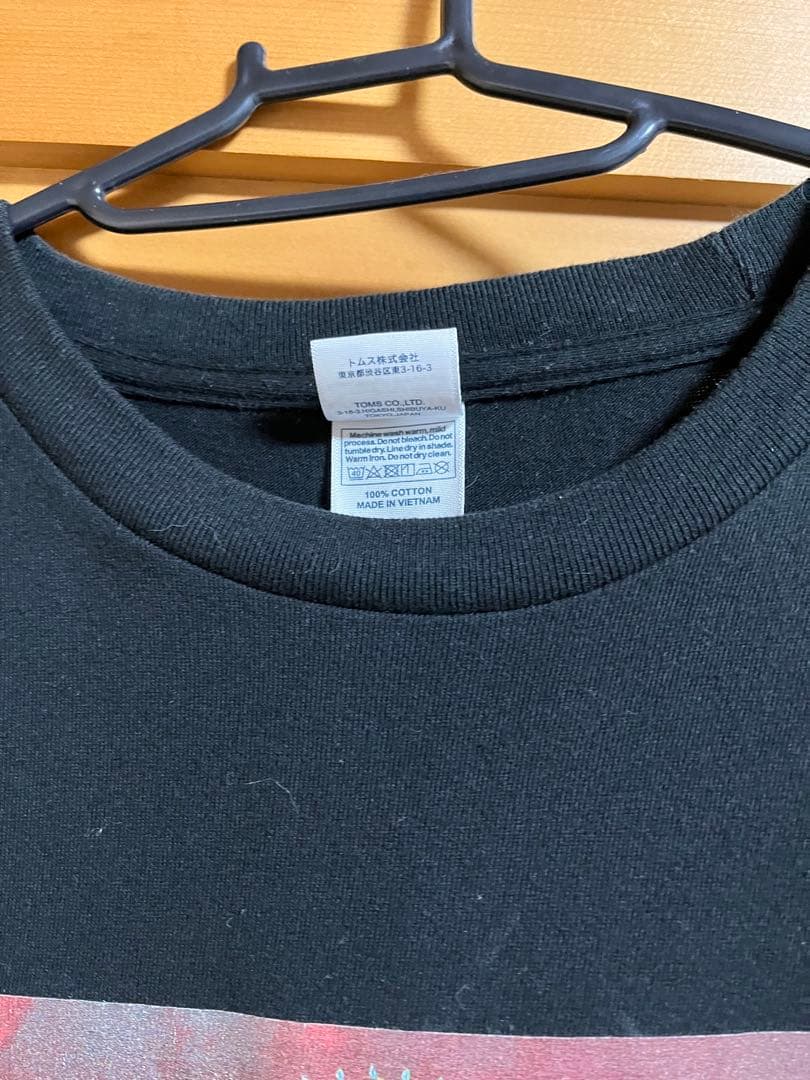 トムス株式会社
東京都渋谷区東3-16-3
TOMS CO.,LTD.
3-16-3.HIGASHI,SHIBUYA-KU
TOKYO,JAPAN
Machine wash warm, mild
process. Do not bleach. Do not
tumble dry. Line dry in shade.
Warm Iron. Do not dry clean.
40
100% COTTON
MADE IN VIETNAM